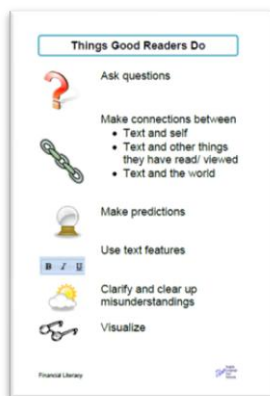 Things Good Readers Do
Ask questions
Make connections between
• Text and self
• Text and other things
they have read/ viewed
• Text and the world
Make predictions
Use text features
B I U
Clarify and clear up
misunderstandings
Visualize
Financial Literacy